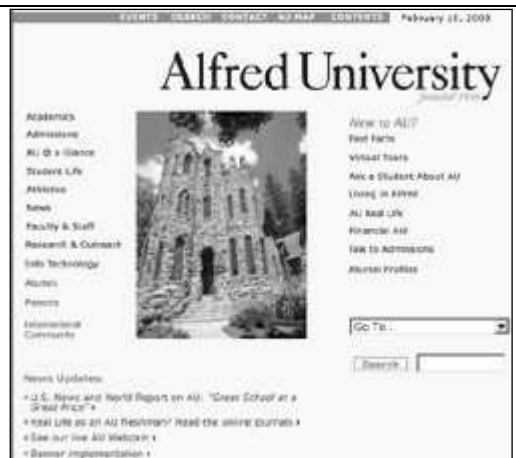 EVENTS SEARCH CONTACT AU MAP CONTENTS February 10, 2003
Alfred University
Academics
Admissions
AU @ a Glance
Student Life
Athletics
News
Faculty & Staff
Research & Outreach
Info Technology
Alumni
Parents
International
Community
New to AU?
Fast Facts
Virtual Tours
Ask a Student About AU
Living in Alfred
AU Real Life
Financial Aid
Talk to Admissions
Alumni Profiles
Go To...
Search
News Updates:
U.S. News and World Report on AU: "Great School at a
Great Price"
Real Life as an AU freshman? Read the online journals
See our live AU Webcam
Banner implementation